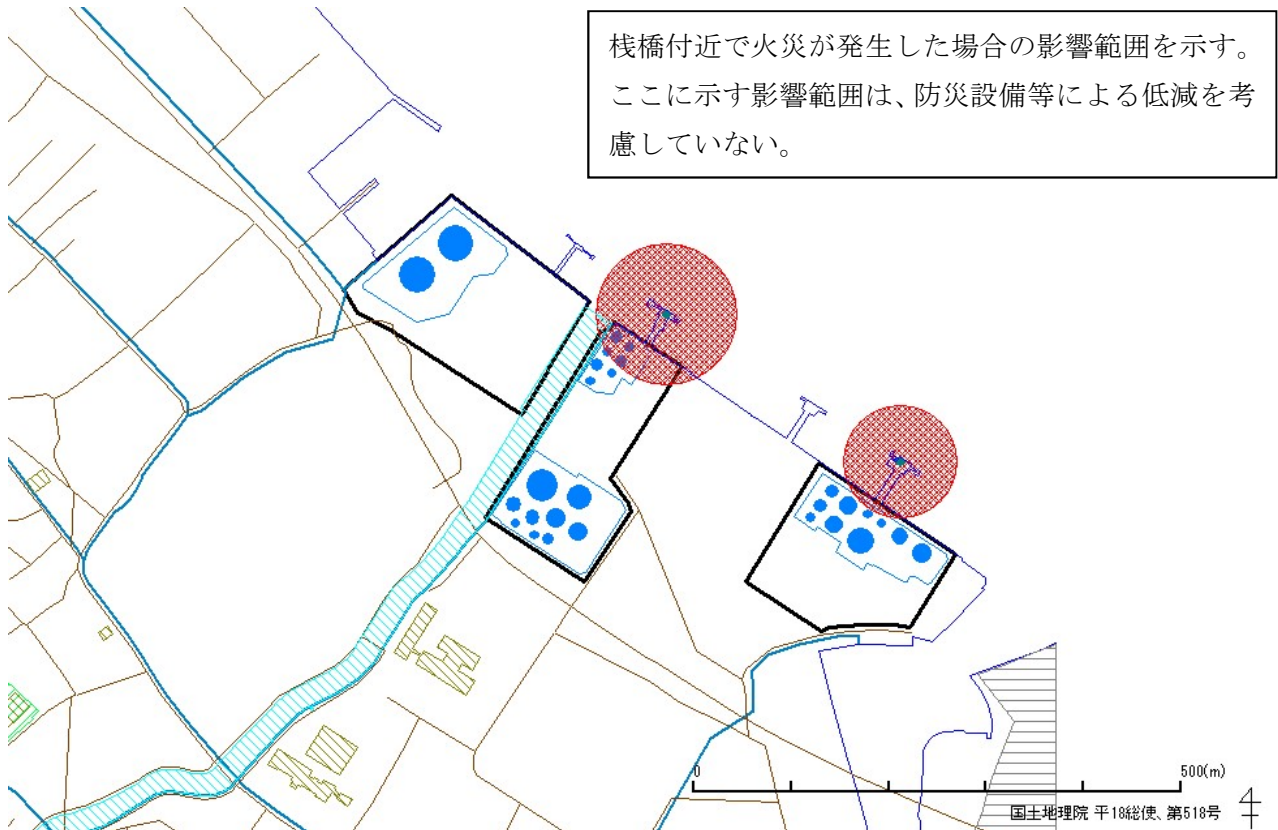 桟橋付近で火災が発生した場合の影響範囲を示す。
ここに示す影響範囲は、防災設備等による低減を考
慮していない。
0 500(m)
国土地理院 平18総使、第518号